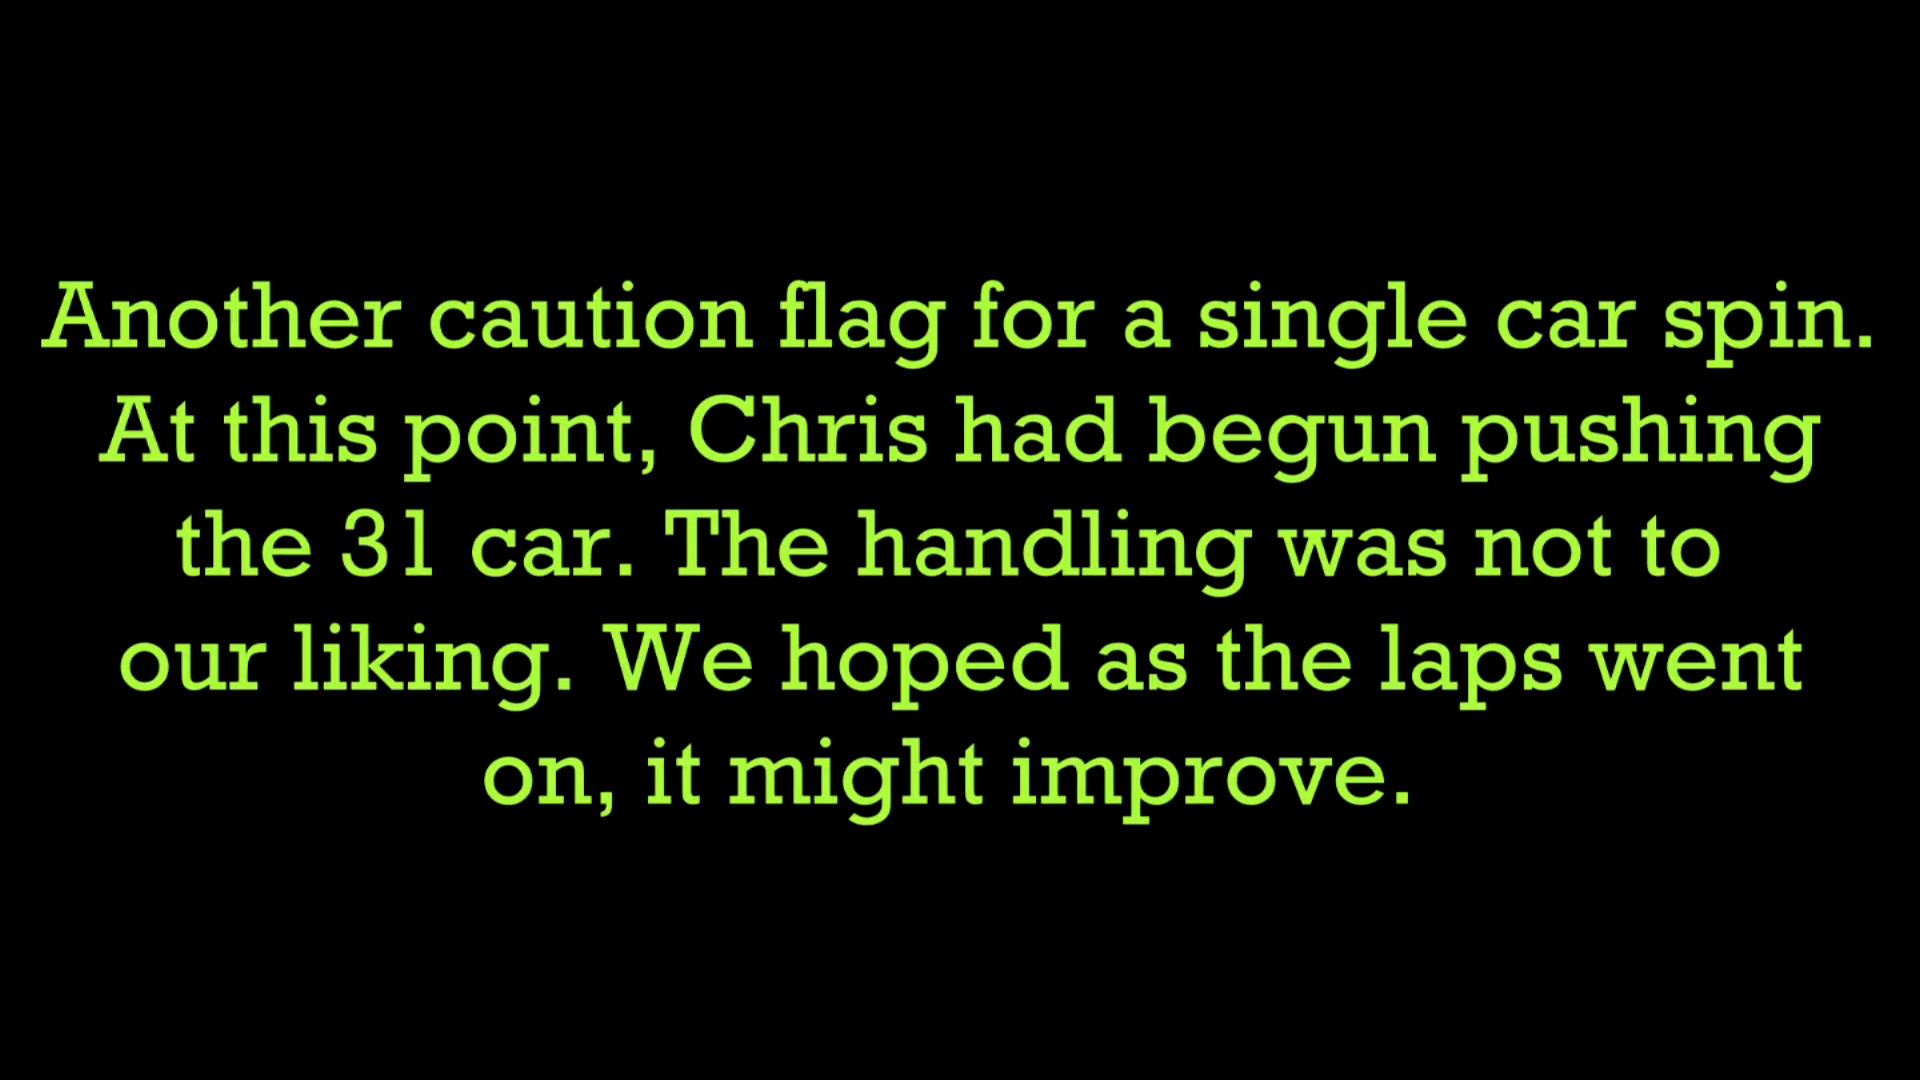 Another caution flag for a single car spin.
At this point, Chris had begun pushing
the 31 car. The handling was not to
our liking. We hoped as the laps went
on, it might improve.